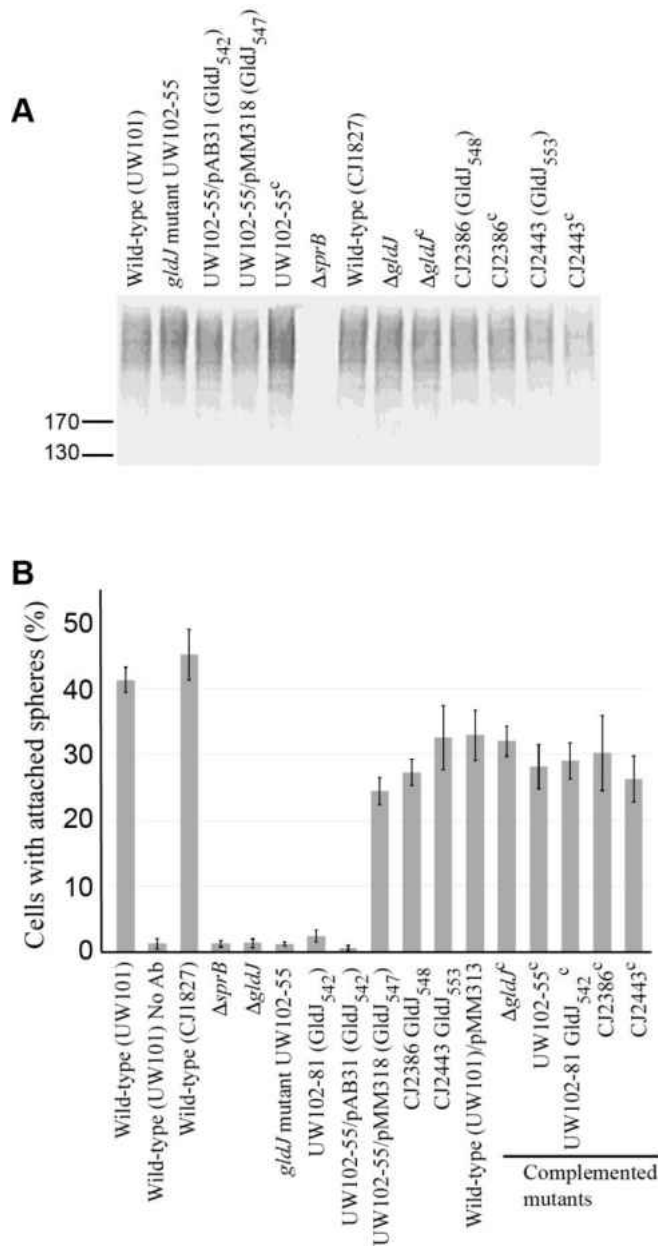 A
Wild-type (UW101)
gldJ mutant UW102-55
UW102-55/pAB31 (GldJ542)
UW102-55/pMM318 (GldJ547)
UW102-55c
ΔsprB
Wild-type (CJ1827)
ΔgldJ
ΔgldJc
CJ2386 (GldJ548)
CJ2386c
CJ2443 (GldJ553)
CJ2443c
170
130
B
Cells with attached spheres (%)
50
40
30
20
10
0
Wild-type (UW101)
Wild-type (UW101) No Ab
Wild-type (CJ1827)
ΔsprB
ΔgldJ
gldJ mutant UW102-55
UW102-81 (GldJ542)
UW102-55/pAB31 (GldJ542)
UW102-55/pMM318 (GldJ547)
CJ2386 GldJ548
CJ2443 GldJ553
Wild-type (UW101)/pMM313
ΔgldJc
UW102-55c
UW102-81 GldJ542c
CJ2386c
CJ2443c
Complemented
mutants